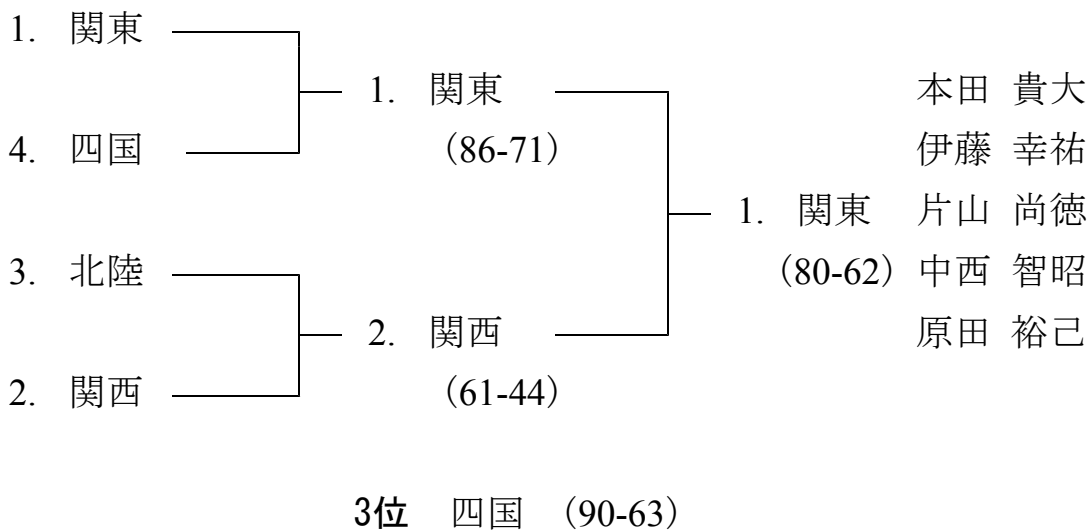 1. 関東
1. 関東 本田 貴大
4. 四国 (86-71) 伊藤 幸祐
1. 関東 片山 尚徳
3. 北陸 (80-62) 中西 智昭
2. 関西 原田 裕己
2. 関西 (61-44)
3位 四国 (90-63)